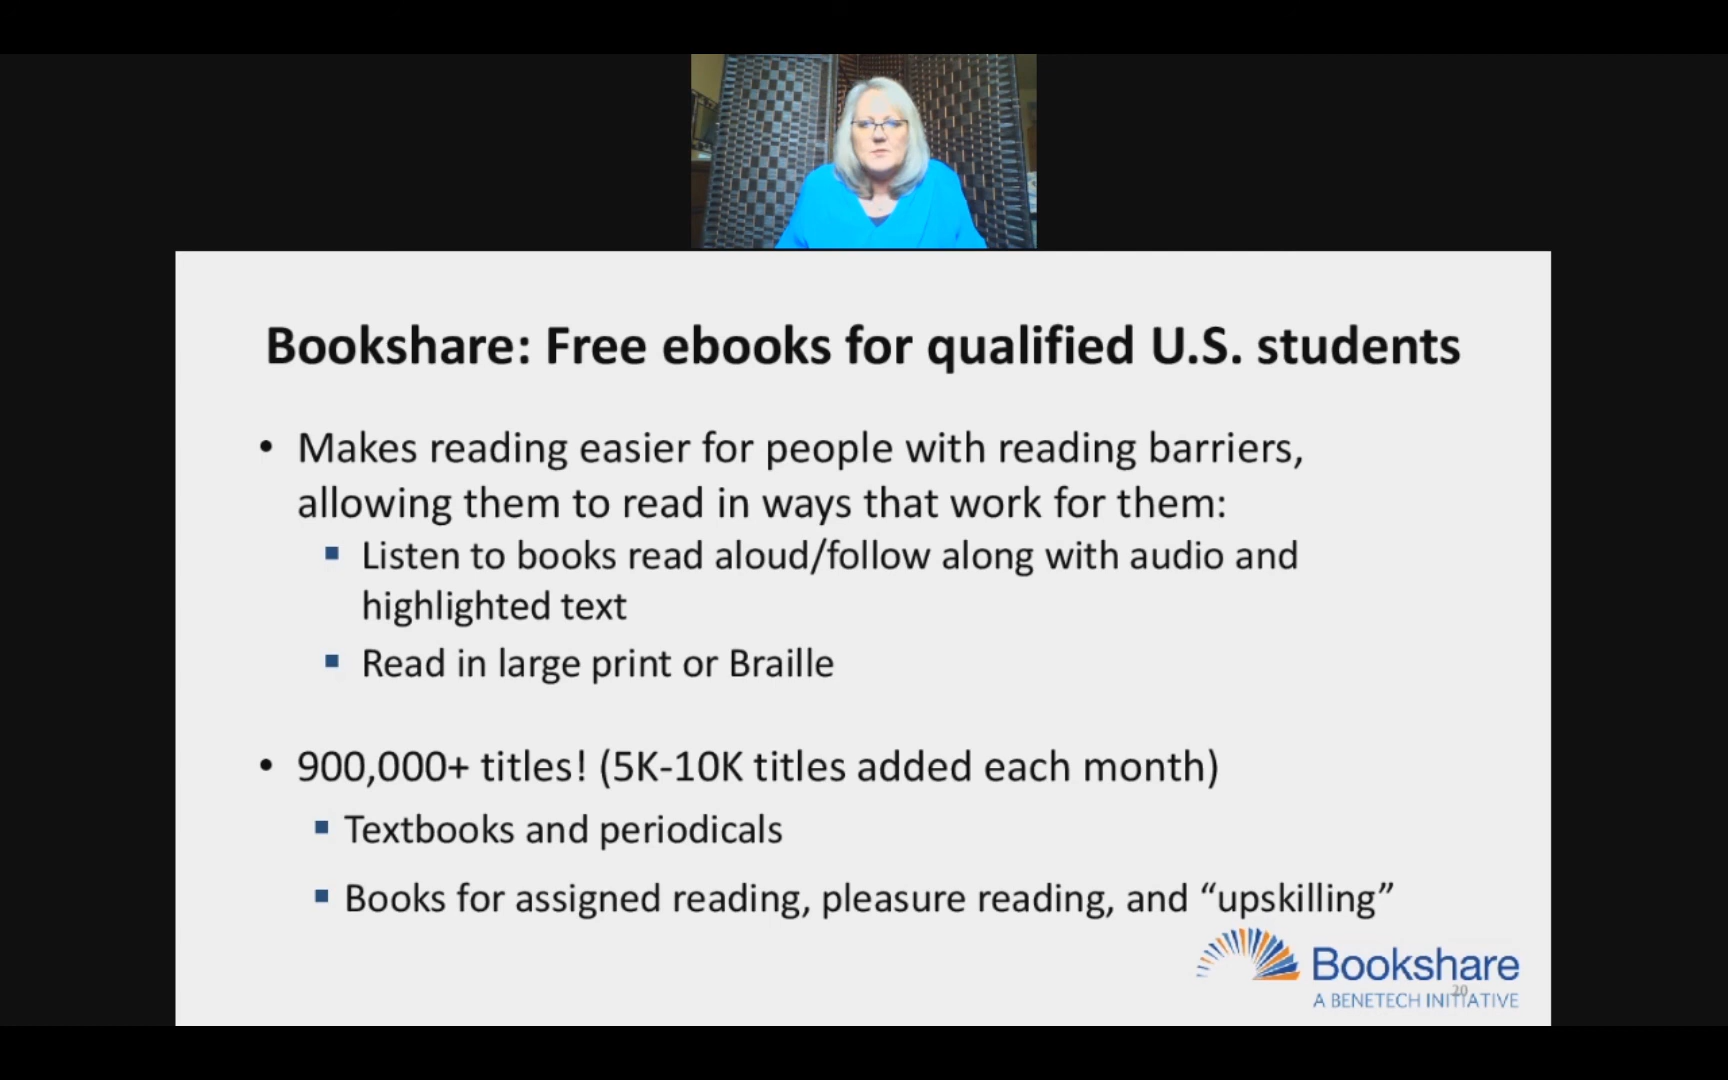 Bookshare: Free ebooks for qualified U.S. students
• Makes reading easier for people with reading barriers,
allowing them to read in ways that work for them:
▪ Listen to books read aloud/follow along with audio and
highlighted text
▪ Read in large print or Braille
• 900,000+ titles! (5K-10K titles added each month)
▪ Textbooks and periodicals
▪ Books for assigned reading, pleasure reading, and “upskilling”
Bookshare
20
A BENETECH INITIATIVE